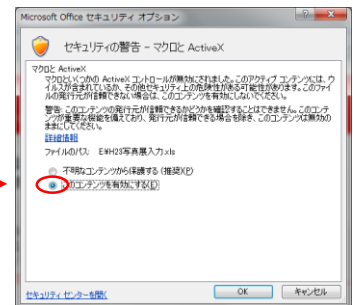 Microsoft Office セキュリティ オプション
セキュリティの警告 - マクロと ActiveX
マクロと ActiveX
マクロといくつかの ActiveX コントロールが無効にされました。このアクティブ コンテンツには、ウ
イルスが含まれているか、その他セキュリティ上の危険性がある可能性があります。このファイ
ルの発行元が信頼できない場合は、このコンテンツを有効にしないでください。
警告: このコンテンツの発行元が信頼できるかどうかを確認することはできません。このコンテ
ンツが重要な機能を備えており、発行元が信頼できる場合を除き、このコンテンツは無効の
ままにしてください。
詳細情報
ファイルのパス: E:¥H23写真展入力.xls
不明なコンテンツから保護する (推奨)(P)
このコンテンツを有効にする(E)
セキュリティ センターを開く
OK
キャンセル